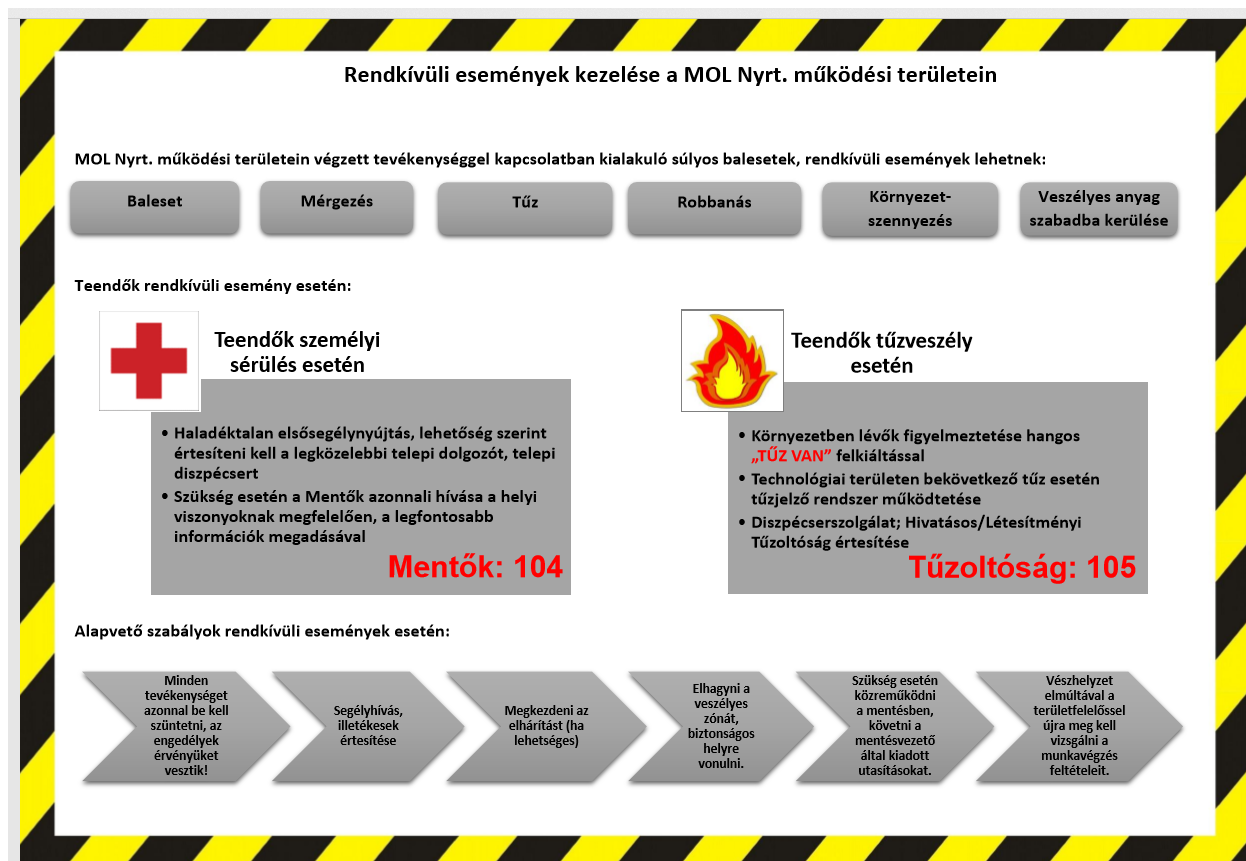 Rendkívüli események kezelése a MOL Nyrt. működési területein
MOL Nyrt. működési területein végzett tevékenységgel kapcsolatban kialakuló súlyos balesetek, rendkívüli események lehetnek:
Baleset
Mérgezés
Tűz
Robbanás
Környezet-
szennyezés
Veszélyes anyag
szabadba kerülése
Teendők rendkívüli esemény esetén:
Teendők személyi
sérülés esetén
• Haladéktalan elsősegélynyújtás, lehetőség szerint
értesíteni kell a legközelebbi telepi dolgozót, telepi
diszpécsert
• Szükség esetén a Mentők azonnali hívása a helyi
viszonyoknak megfelelően, a legfontosabb
információk megadásával
Mentők: 104
Teendők tűzveszély
esetén
• Környezetben lévők figyelmeztetése hangos
„TŰZ VAN” felkiáltással
• Technológiai területen bekövetkező tűz esetén
tűzjelző rendszer működtetése
• Diszpécserszolgálat; Hivatásos/Létesítményi
Tűzoltóság értesítése
Tűzoltóság: 105
Alapvető szabályok rendkívüli események esetén:
Minden
tevékenységet
azonnal be kell
szüntetni, az
engedélyek
érvényüket
vesztik!
Segélyhívás,
illetékesek
értesítése
Megkezdeni az
elhárítást (ha
lehetséges)
Elhagyni a
veszélyes
zónát,
biztonságos
helyre
vonulni.
Szükség esetén
közreműködni
a mentésben,
követni a
mentésvezető
által kiadott
utasításokat.
Vészhelyzet
elmúltával a
területfelelőssel
újra meg kell
vizsgálni a
munkavégzés
feltételeit.